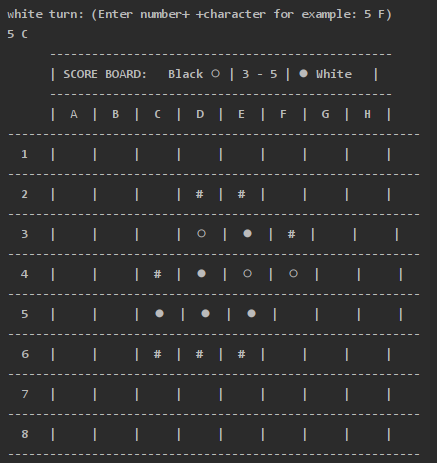 white turn: (Enter number+ +character for example: 5 F)
5 C
-----------------------------------------
| SCORE BOARD:   Black ○ | 3 - 5 | ● White   |
-----------------------------------------
|  A  |  B  |  C  |  D  |  E  |  F  |  G  |  H  |
-------------------------------------------------
1  |     |     |     |     |     |     |     |     |
-------------------------------------------------
2  |     |     |     |  #  |  #  |     |     |     |
-------------------------------------------------
3  |     |     |     |  ○  |  ●  |  #  |     |     |
-------------------------------------------------
4  |     |     |  #  |  ●  |  ○  |  ○  |     |     |
-------------------------------------------------
5  |     |     |  ●  |  ●  |  ●  |     |     |     |
-------------------------------------------------
6  |     |     |  #  |  #  |  #  |     |     |     |
-------------------------------------------------
7  |     |     |     |     |     |     |     |     |
-------------------------------------------------
8  |     |     |     |     |     |     |     |     |
-------------------------------------------------